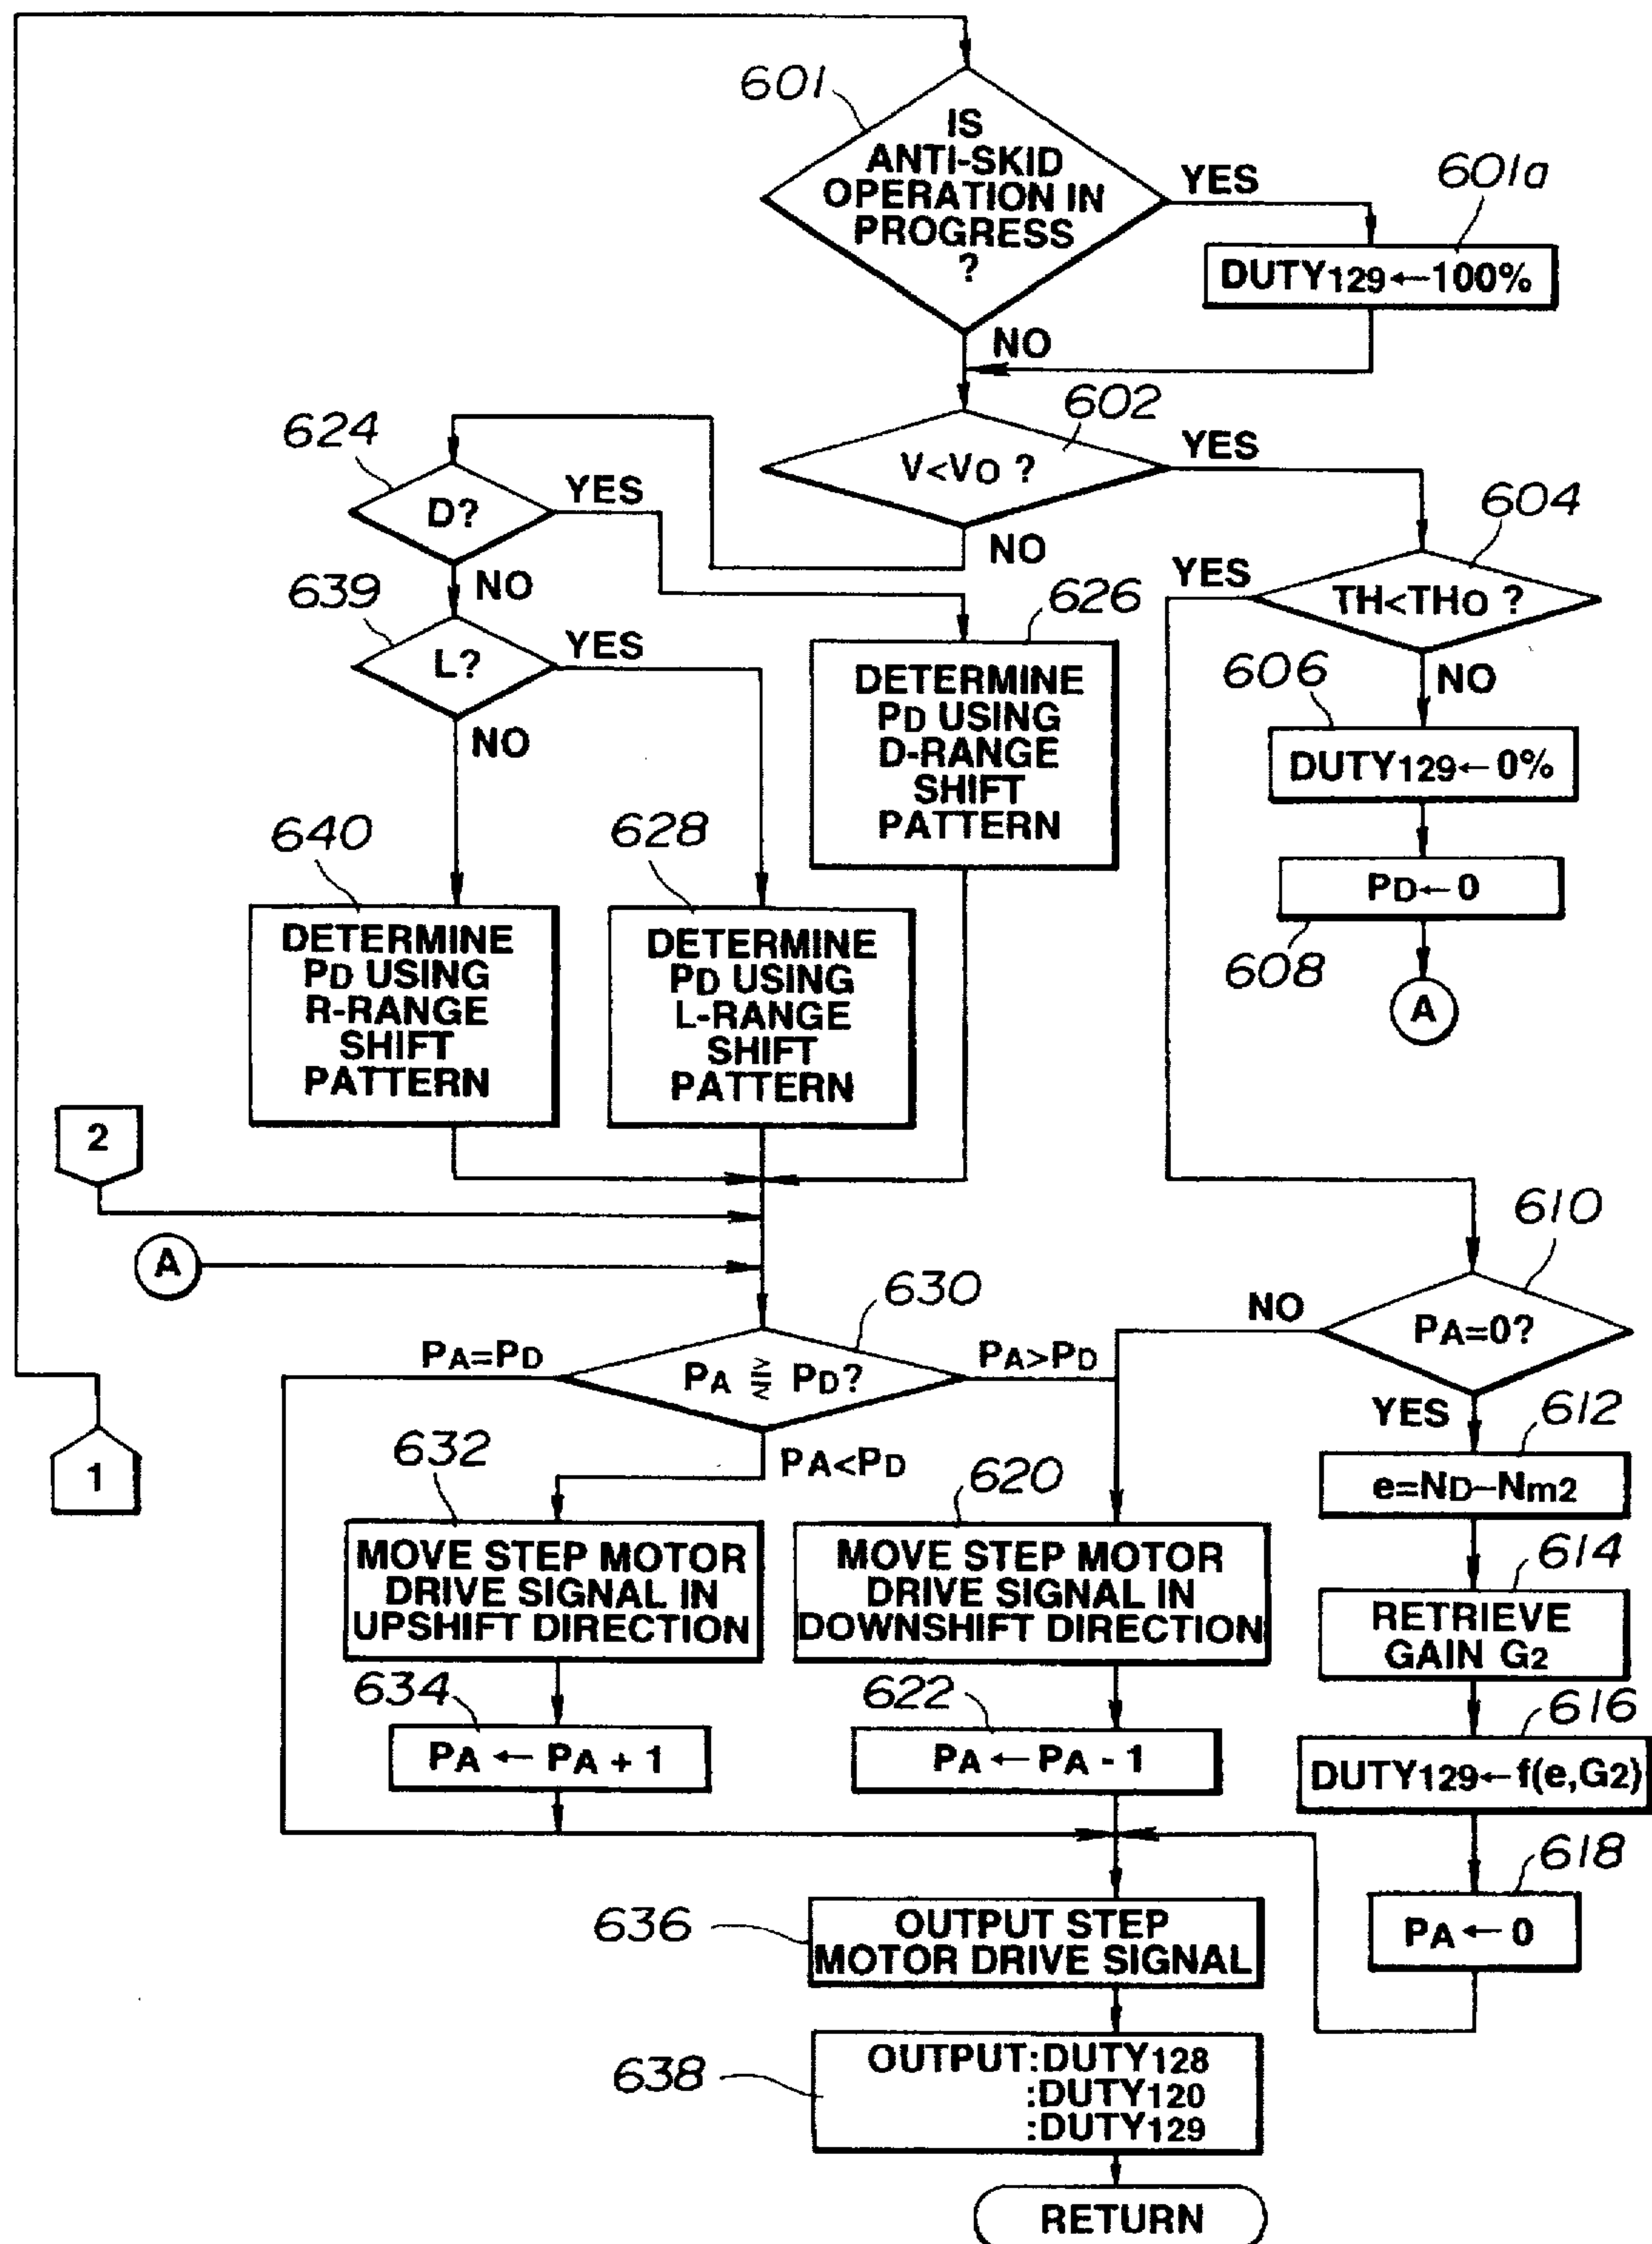 601
IS
ANTI-SKID
OPERATION IN
PROGRESS
?
YES
601a
DUTY129←100%
NO
602
V<VO ?
YES
NO
624
D?
YES
NO
604
TH<THO ?
YES
NO
639
L?
YES
NO
626
DETERMINE
PD USING
D-RANGE
SHIFT
PATTERN
606
DUTY129←0%
PD←0
608
A
640
DETERMINE
PD USING
R-RANGE
SHIFT
PATTERN
628
DETERMINE
PD USING
L-RANGE
SHIFT
PATTERN
2
A
610
PA=0?
NO
YES
630
PA ⋛ PD?
PA=PD
PA>PD
PA<PD
1
632
MOVE STEP MOTOR
DRIVE SIGNAL IN
UPSHIFT DIRECTION
620
MOVE STEP MOTOR
DRIVE SIGNAL IN
DOWNSHIFT DIRECTION
612
e=ND-Nm2
614
RETRIEVE
GAIN G2
634
PA ← PA + 1
622
PA ← PA - 1
616
DUTY129←f(e,G2)
618
PA ← 0
636
OUTPUT STEP
MOTOR DRIVE SIGNAL
638
OUTPUT:DUTY128
:DUTY120
:DUTY129
RETURN